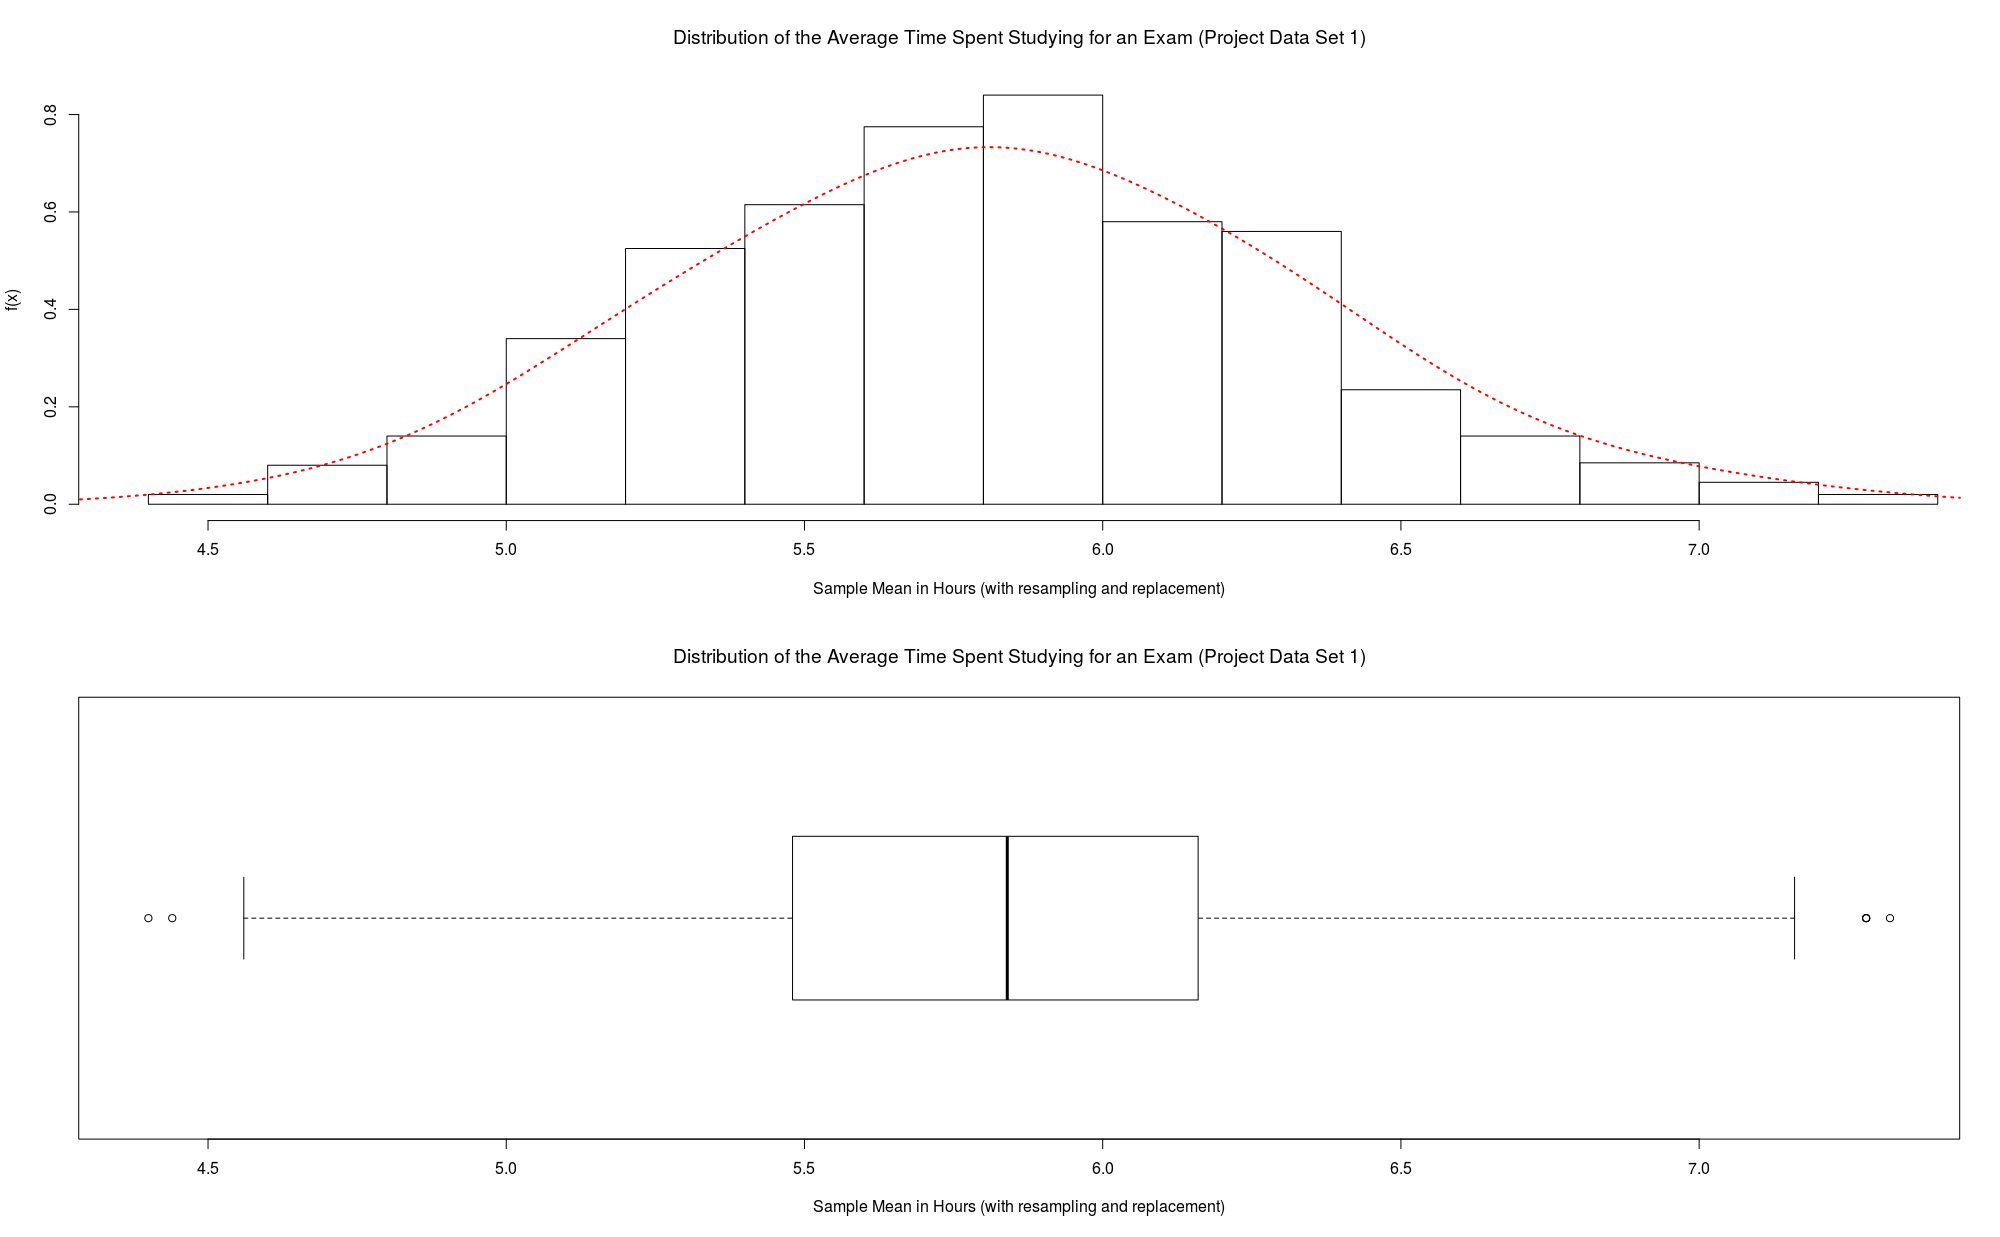 Distribution of the Average Time Spent Studying for an Exam (Project Data Set 1)
0.8
0.6
0.4
0.2
0.0
f(x)
4.5 5.0 5.5 6.0 6.5 7.0
Sample Mean in Hours (with resampling and replacement)
Distribution of the Average Time Spent Studying for an Exam (Project Data Set 1)
4.5 5.0 5.5 6.0 6.5 7.0
Sample Mean in Hours (with resampling and replacement)